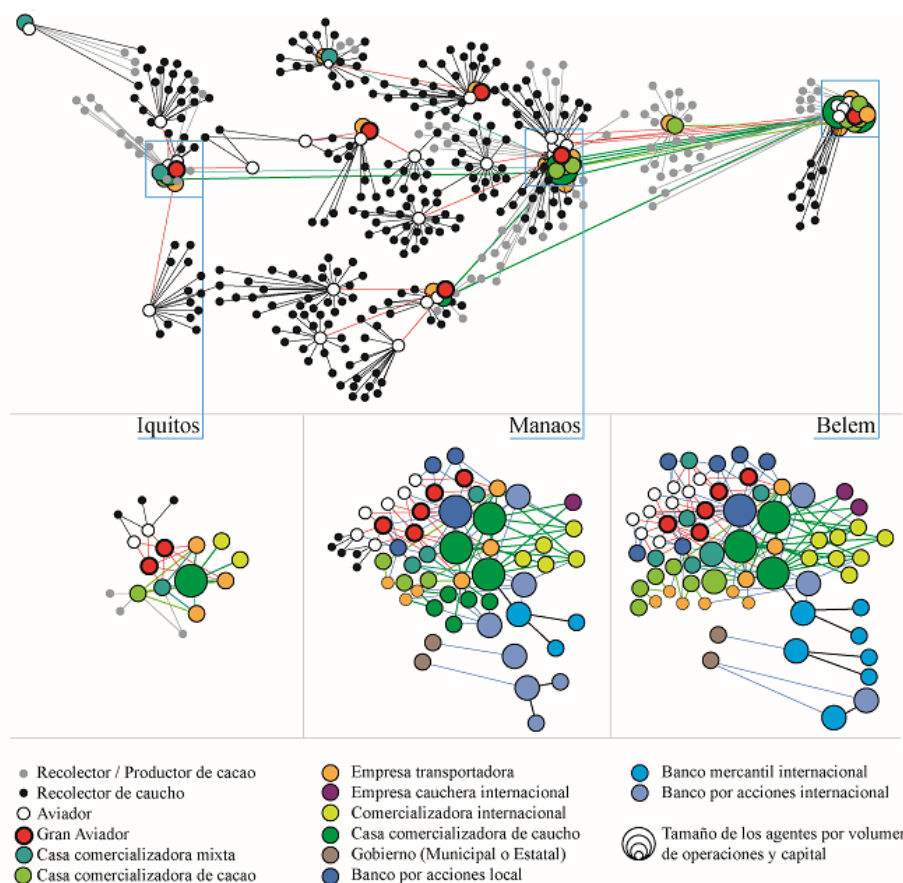 Iquitos
Manaos
Belem
Recolector / Productor de cacao
Recolector de caucho
Aviador
Gran Aviador
Casa comercializadora mixta
Casa comercializadora de cacao
Empresa transportadora
Empresa cauchera internacional
Comercializadora internacional
Casa comercializadora de caucho
Gobierno (Municipal o Estatal)
Banco por acciones local
Banco mercantil internacional
Banco por acciones internacional
Tamaño de los agentes por volumen
de operaciones y capital